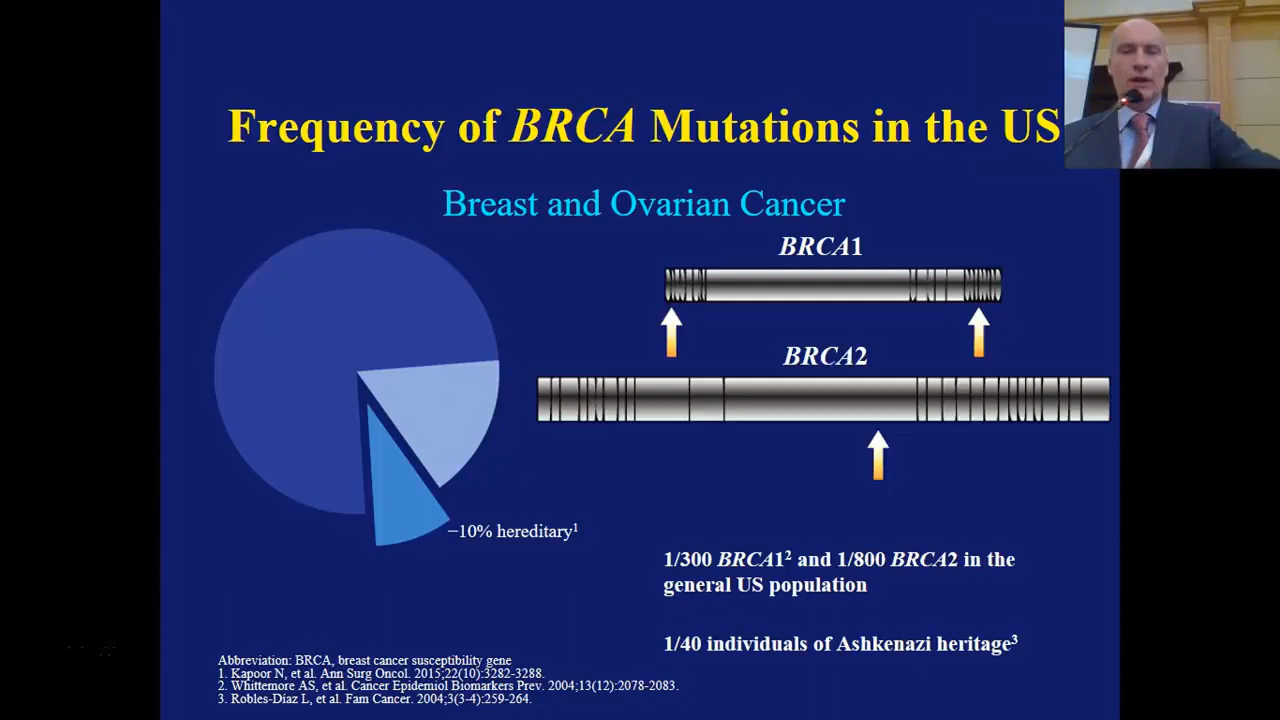 Frequency of BRCA Mutations in the US
Breast and Ovarian Cancer
BRCA1
BRCA2
~10% hereditary¹
1/300 BRCA1² and 1/800 BRCA2 in the
general US population
1/40 individuals of Ashkenazi heritage³
Abbreviation: BRCA, breast cancer susceptibility gene
1. Kapoor N, et al. Ann Surg Oncol. 2015;22(10):3282-3288.
2. Whittemore AS, et al. Cancer Epidemiol Biomarkers Prev. 2004;13(12):2078-2083.
3. Robles-Díaz L, et al. Fam Cancer. 2004;3(3-4):259-264.